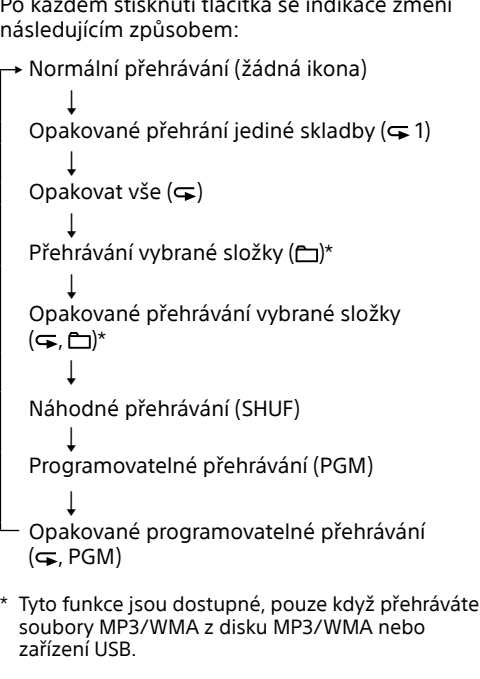 Po každém stisknutí tlačítka se indikace změní
následujícím způsobem:
Normální přehrávání (žádná ikona)
Opakované přehrání jediné skladby (1)
Opakovat vše ()
Přehrávání vybrané složky ()*
Opakované přehrávání vybrané složky
(, )*
Náhodné přehrávání (SHUF)
Programovatelné přehrávání (PGM)
Opakované programovatelné přehrávání
(, PGM)
* Tyto funkce jsou dostupné, pouze když přehráváte
soubory MP3/WMA z disku MP3/WMA nebo
zařízení USB.